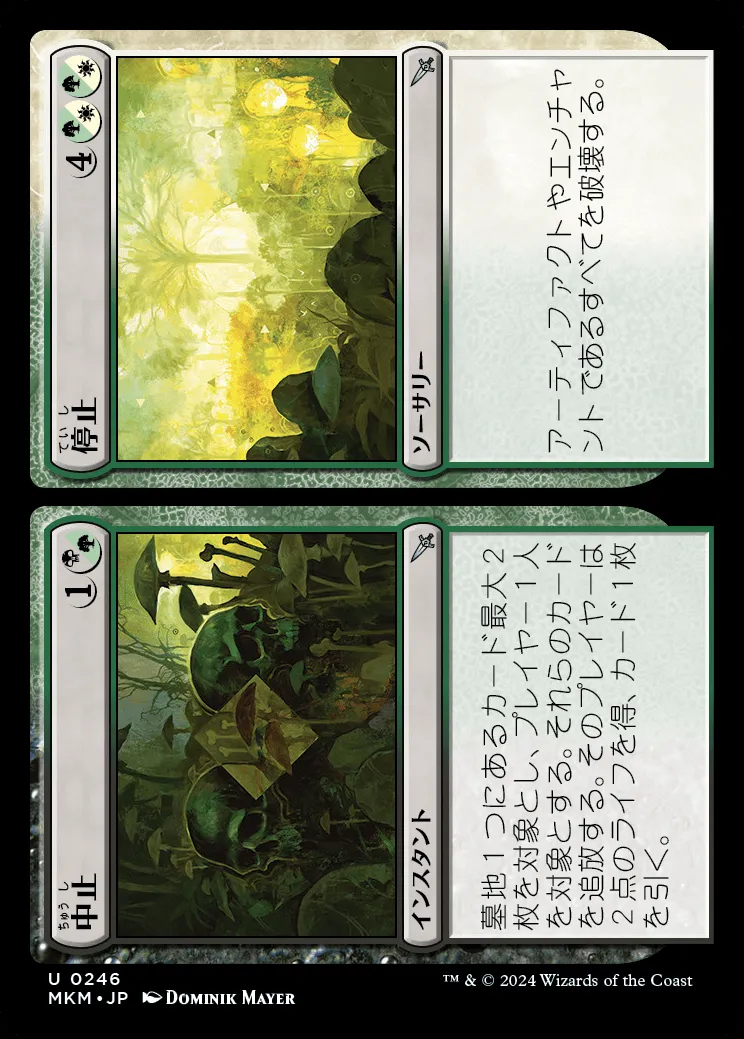 ちゅうし
中止
1
インスタント
墓地1つにあるカード最大2
枚を対象とし、プレイヤー1人
を対象とする。それらのカード
を追放する。そのプレイヤーは
2点のライフを得、カード1枚
を引く。
ていし
停止
4
ソーサリー
アーティファクトやエンチャ
ントであるすべてを破壊する。
U 0246
MKM • JP DOMINIK MAYER
™ & © 2024 Wizards of the Coast